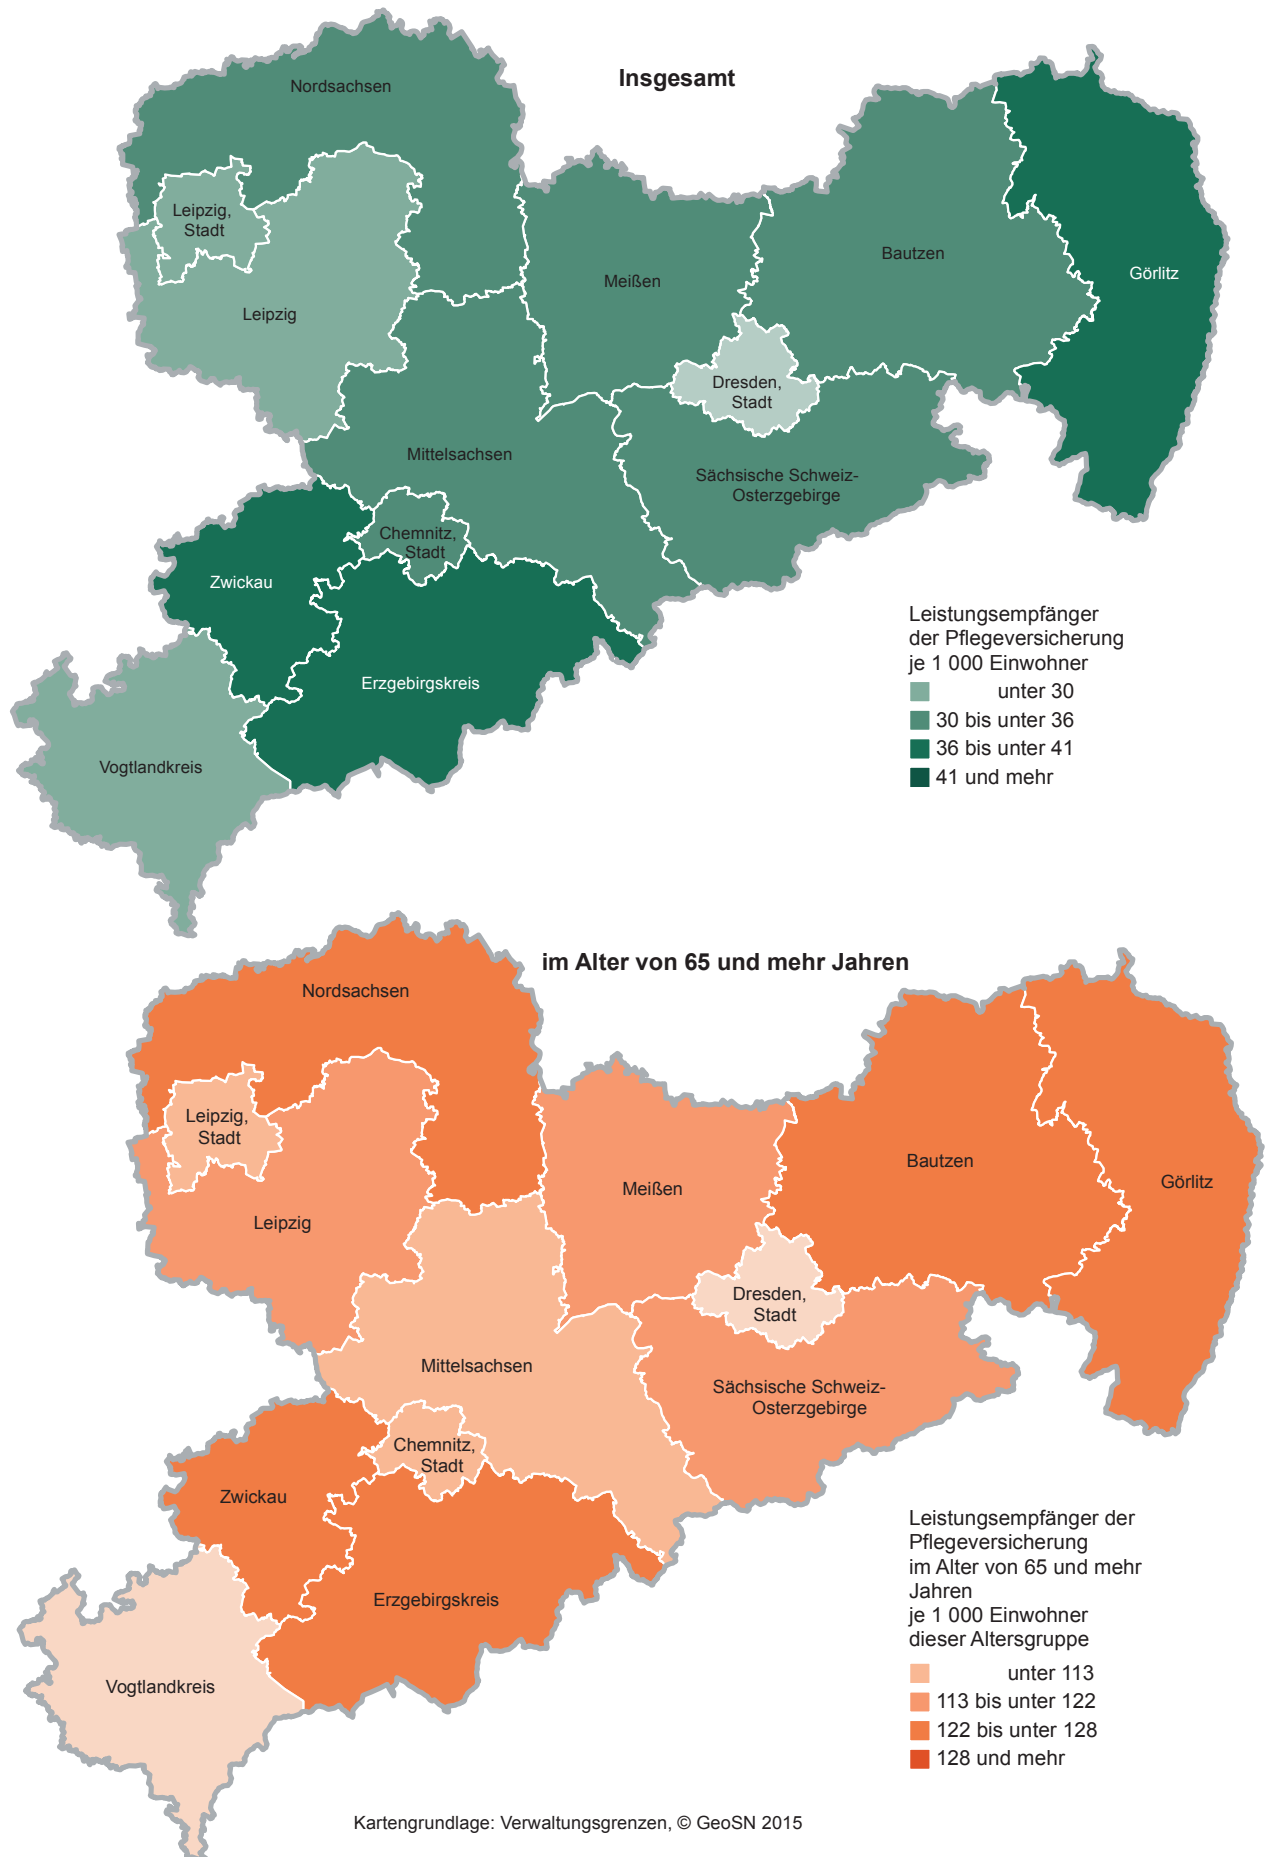 Insgesamt
Nordsachsen
Leipzig,
Stadt
Leipzig
Meißen
Bautzen
Görlitz
Dresden,
Stadt
Mittelsachsen
Sächsische Schweiz-
Osterzgebirge
Chemnitz,
Stadt
Zwickau
Erzgebirgskreis
Vogtlandkreis
Leistungsempfänger
der Pflegeversicherung
je 1 000 Einwohner
unter 30
30 bis unter 36
36 bis unter 41
41 und mehr
im Alter von 65 und mehr Jahren
Nordsachsen
Leipzig,
Stadt
Leipzig
Meißen
Bautzen
Görlitz
Dresden,
Stadt
Mittelsachsen
Sächsische Schweiz-
Osterzgebirge
Chemnitz,
Stadt
Zwickau
Erzgebirgskreis
Vogtlandkreis
Leistungsempfänger der
Pflegeversicherung
im Alter von 65 und mehr
Jahren
je 1 000 Einwohner
dieser Altersgruppe
unter 113
113 bis unter 122
122 bis unter 128
128 und mehr
Kartengrundlage: Verwaltungsgrenzen, © GeoSN 2015